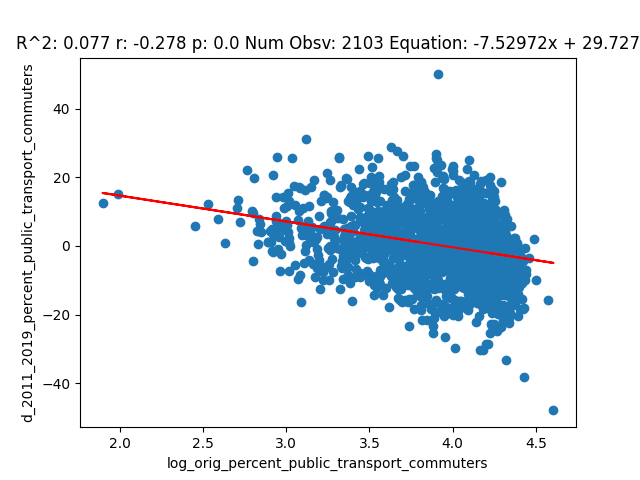 R^2: 0.077 r: -0.278 p: 0.0 Num Obsv: 2103 Equation: -7.52972x + 29.727
d_2011_2019_percent_public_transport_commuters
40
20
0
−20
−40
2.0 2.5 3.0 3.5 4.0 4.5
log_orig_percent_public_transport_commuters